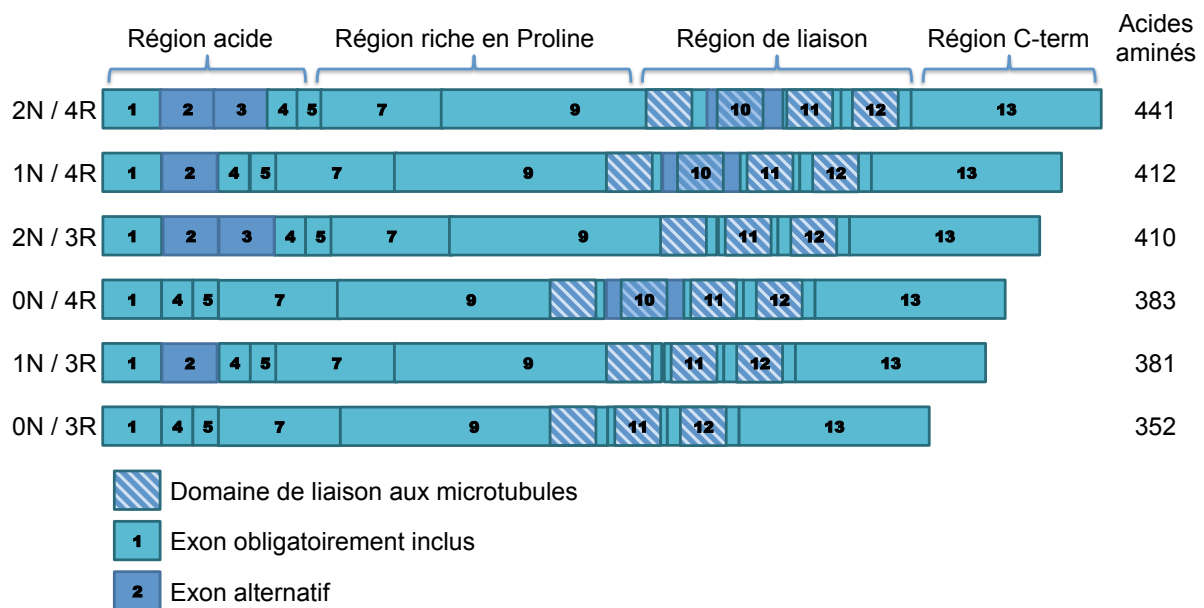 Région acide Région riche en Proline Région de liaison Région C-term Acides aminés
2N / 4R 1 2 3 4 5 7 9 10 11 12 13 441
1N / 4R 1 2 4 5 7 9 10 11 12 13 412
2N / 3R 1 2 3 4 5 7 9 11 12 13 410
0N / 4R 1 4 5 7 9 10 11 12 13 383
1N / 3R 1 2 4 5 7 9 11 12 13 381
0N / 3R 1 4 5 7 9 11 12 13 352
Domaine de liaison aux microtubules
1 Exon obligatoirement inclus
2 Exon alternatif